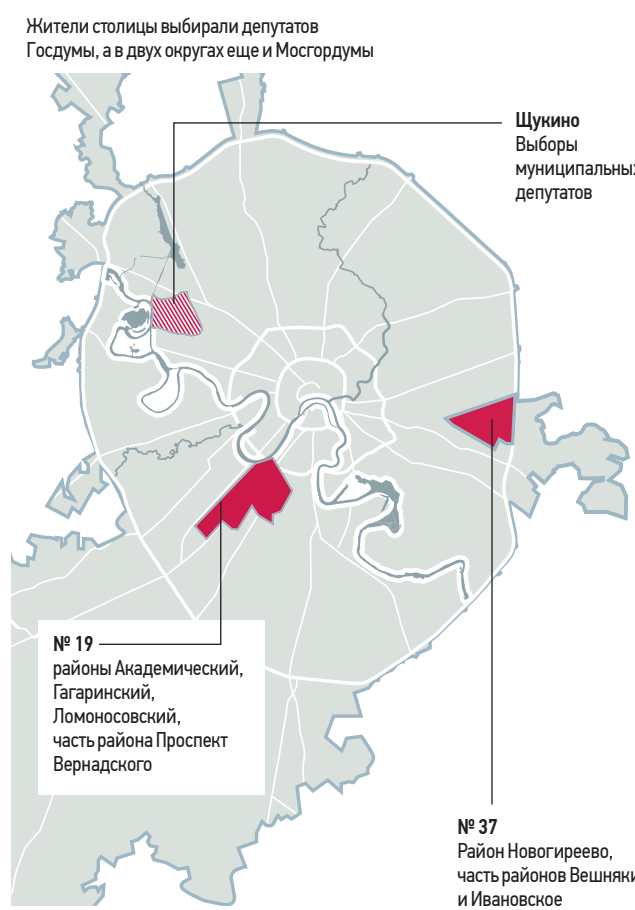 Жители столицы выбирали депутатов
Госдумы, а в двух округах еще и Мосгордумы
Щукино
Выборы
муниципальных
депутатов
№ 19
районы Академический,
Гагаринский,
Ломоносовский,
часть района Проспект
Вернадского
№ 37
Район Новогиреево,
часть районов Вешняки
и Ивановское